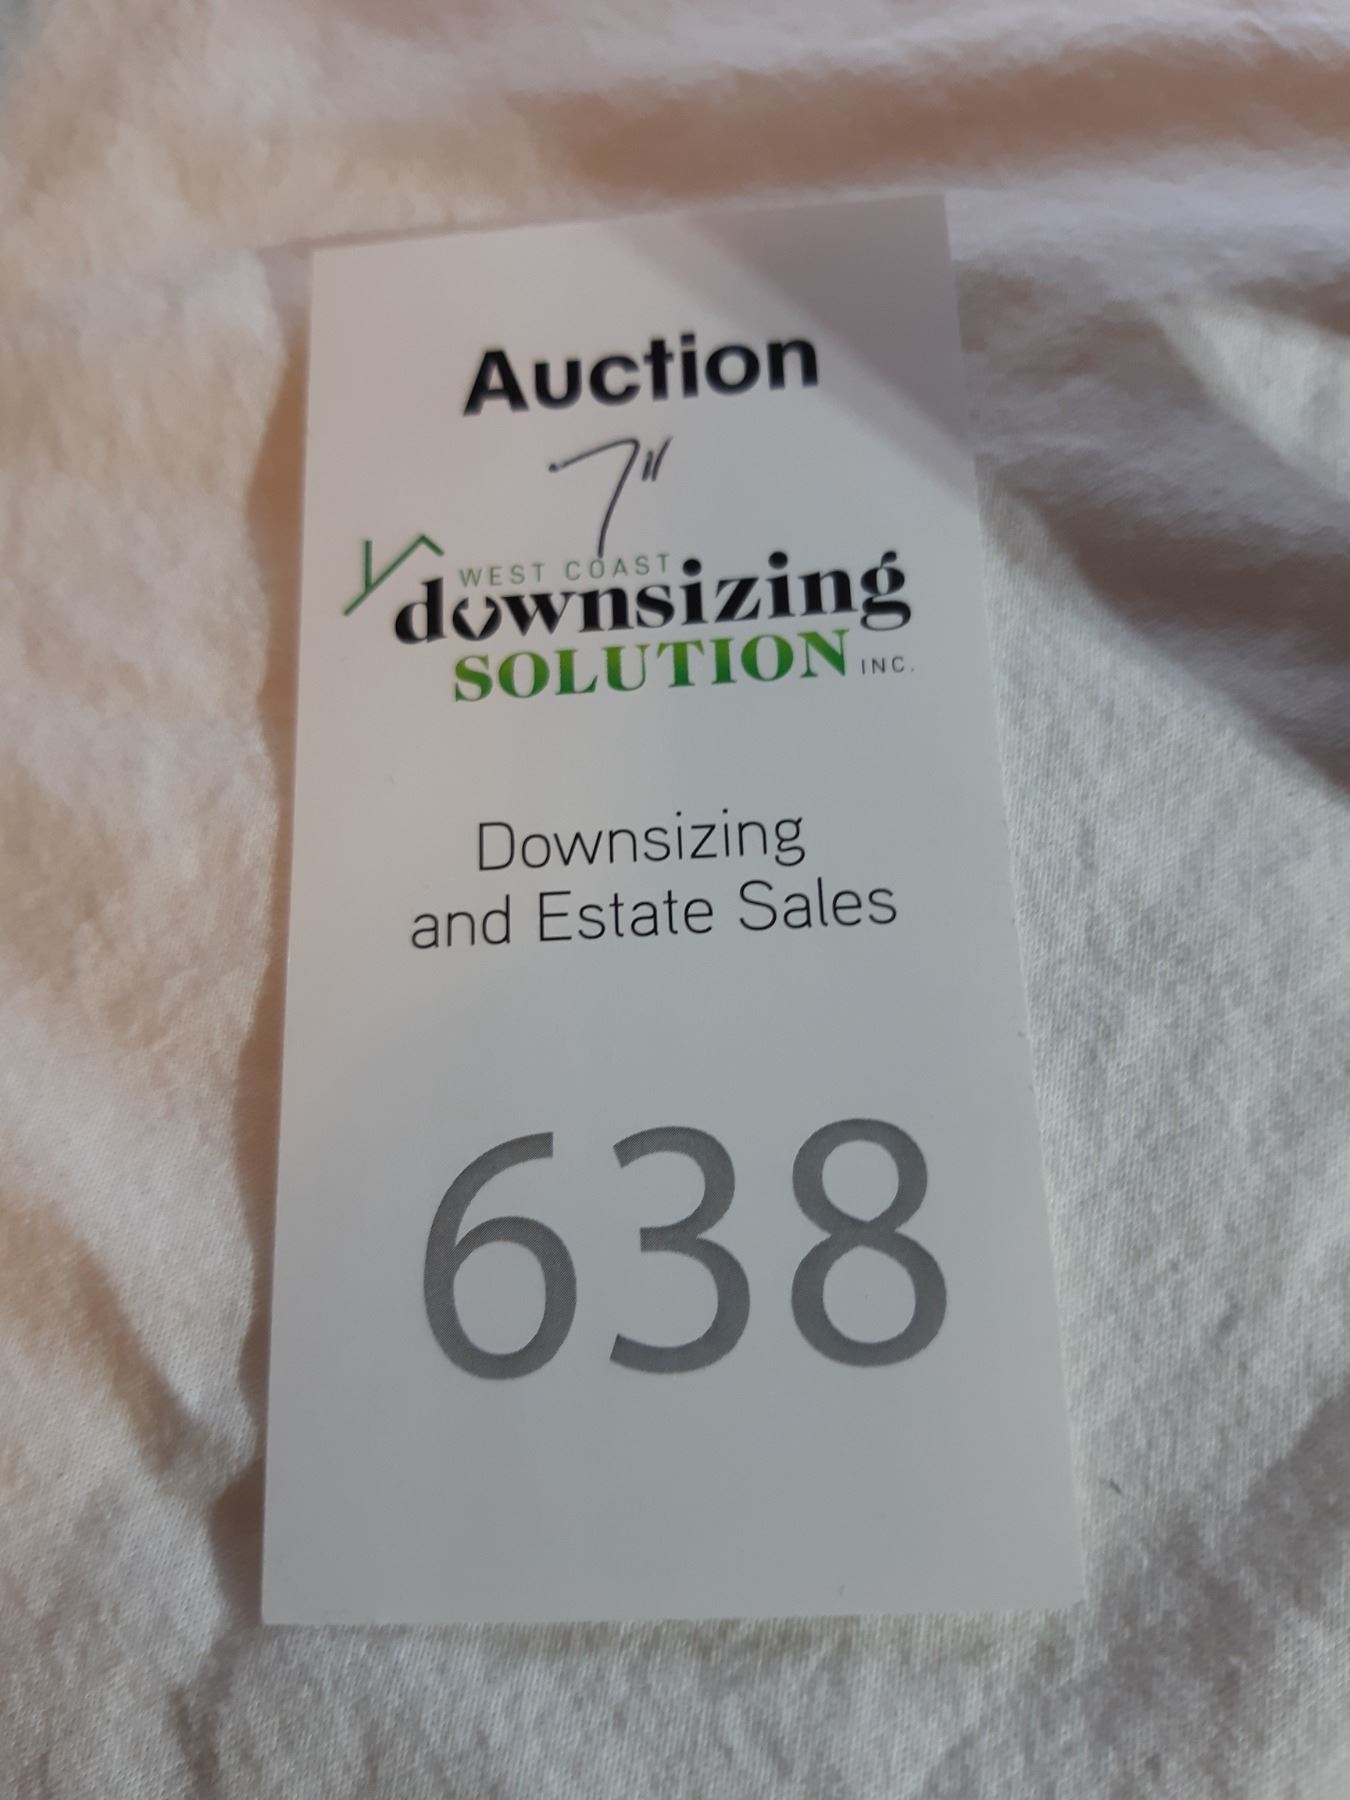 Auction
7"
WEST COAST
downsizing
SOLUTION INC.
Downsizing
and Estate Sales
638